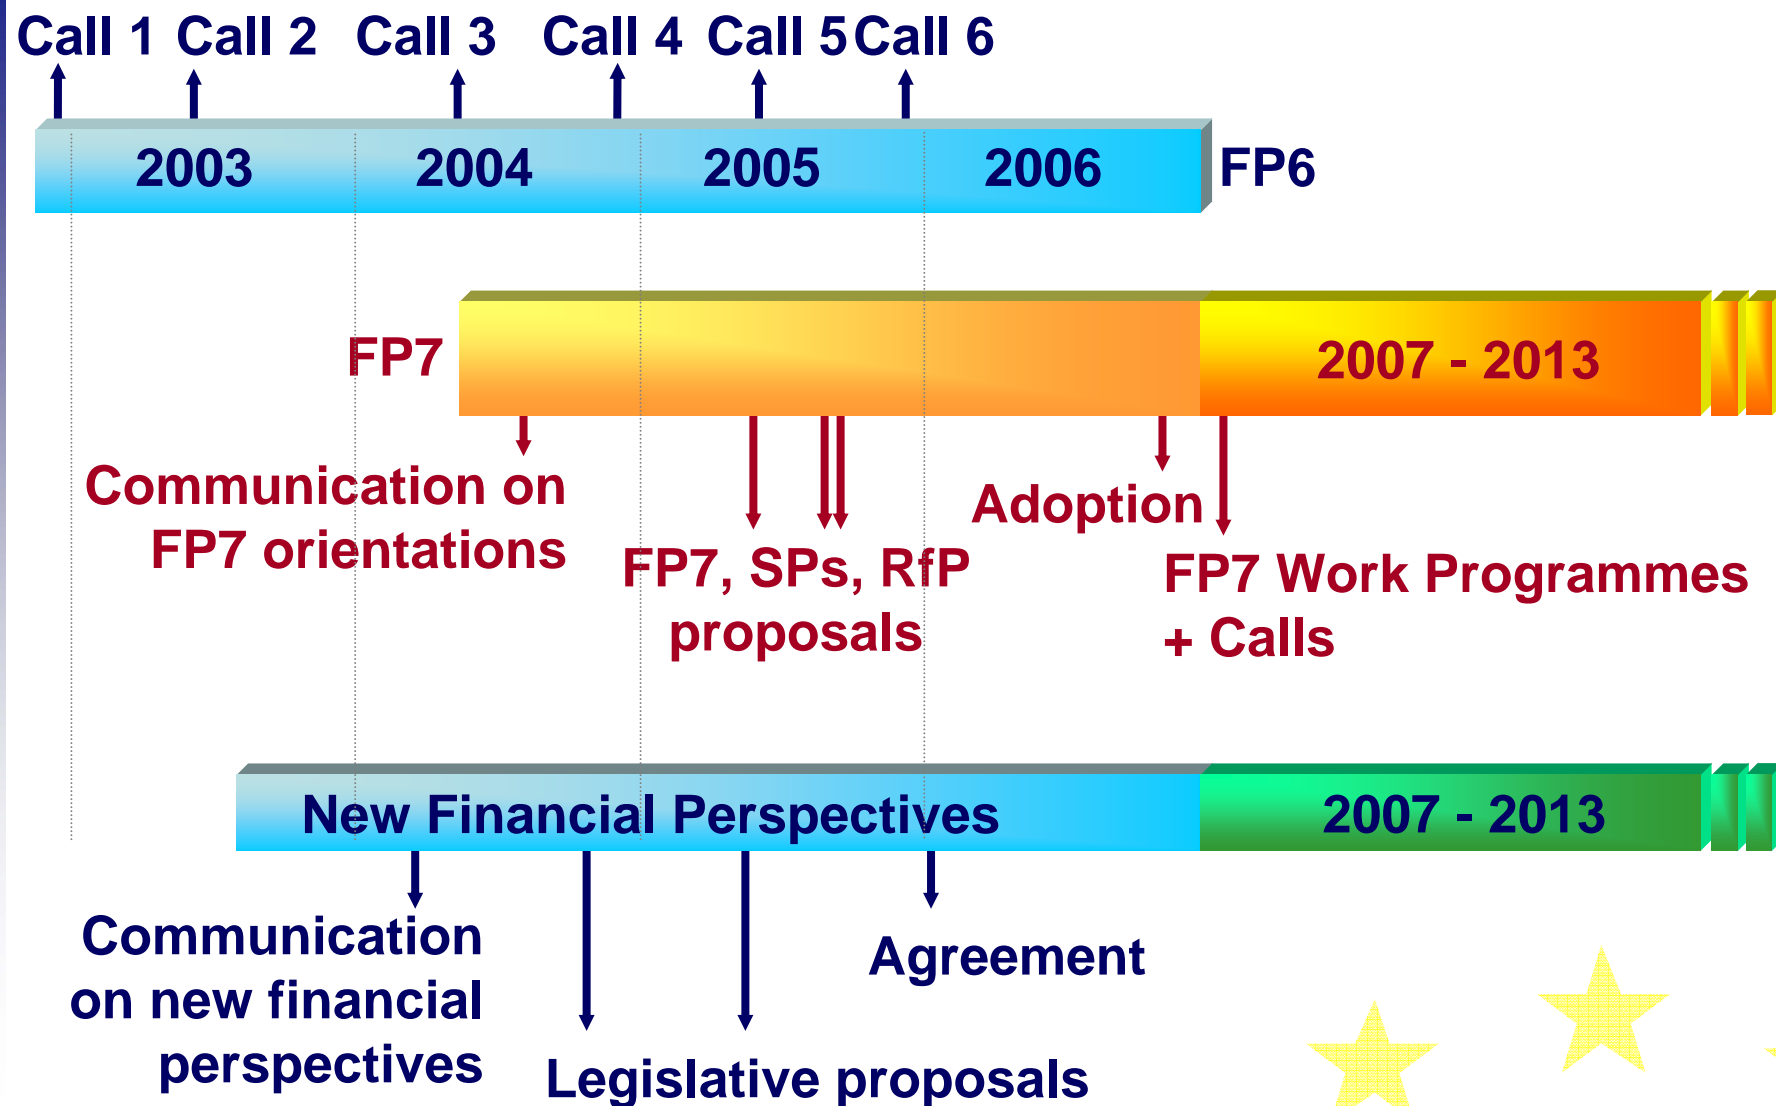 Call 1 Call 2 Call 3 Call 4 Call 5 Call 6
2003 2004 2005 2006 FP6
FP7 2007 - 2013
Communication on
FP7 orientations
FP7, SPs, RfP
proposals
Adoption
FP7 Work Programmes
+ Calls
New Financial Perspectives 2007 - 2013
Communication
on new financial
perspectives
Legislative proposals
Agreement